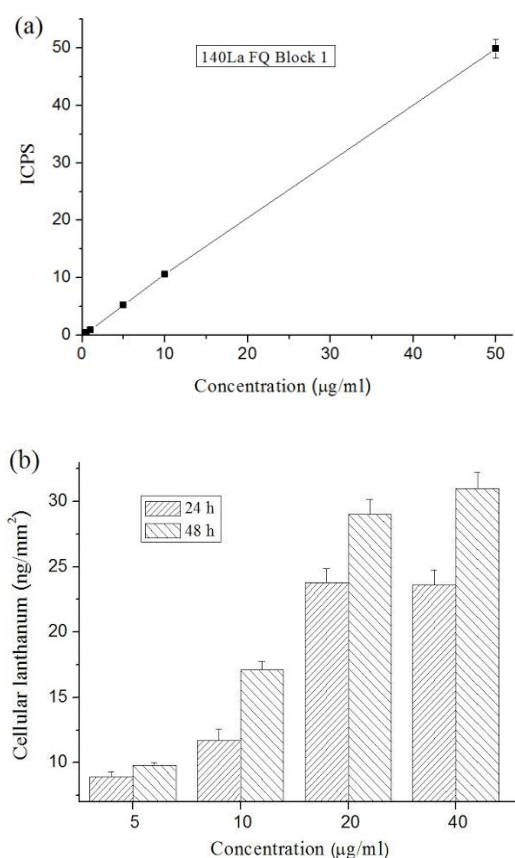 (a)
140La FQ Block 1
ICPS
50
40
30
20
10
0
0 10 20 30 40 50
Concentration (μg/ml)
(b)
24 h
48 h
Cellular lanthanum (ng/mm²)
30
25
20
15
10
5 10 20 40
Concentration (μg/ml)